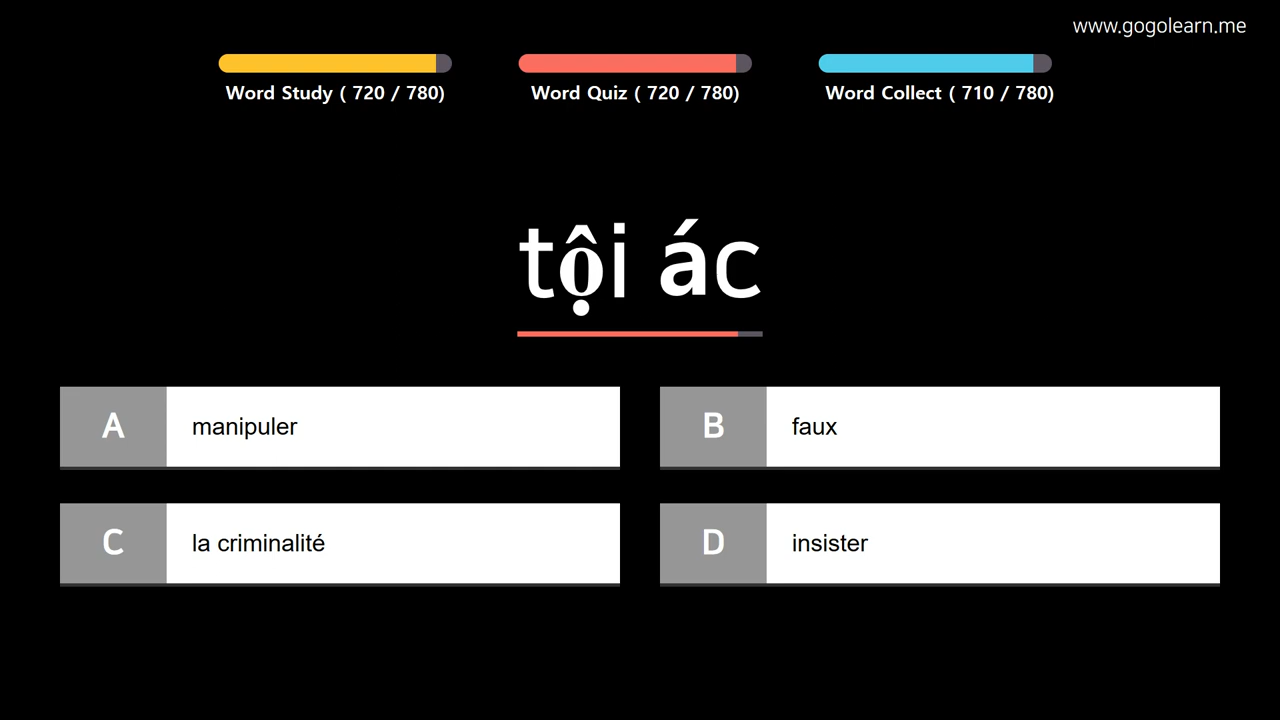 www.gogolearn.me
Word Study ( 720 / 780)
Word Quiz ( 720 / 780)
Word Collect ( 710 / 780)
tội ác
A manipuler
B faux
C la criminalité
D insister